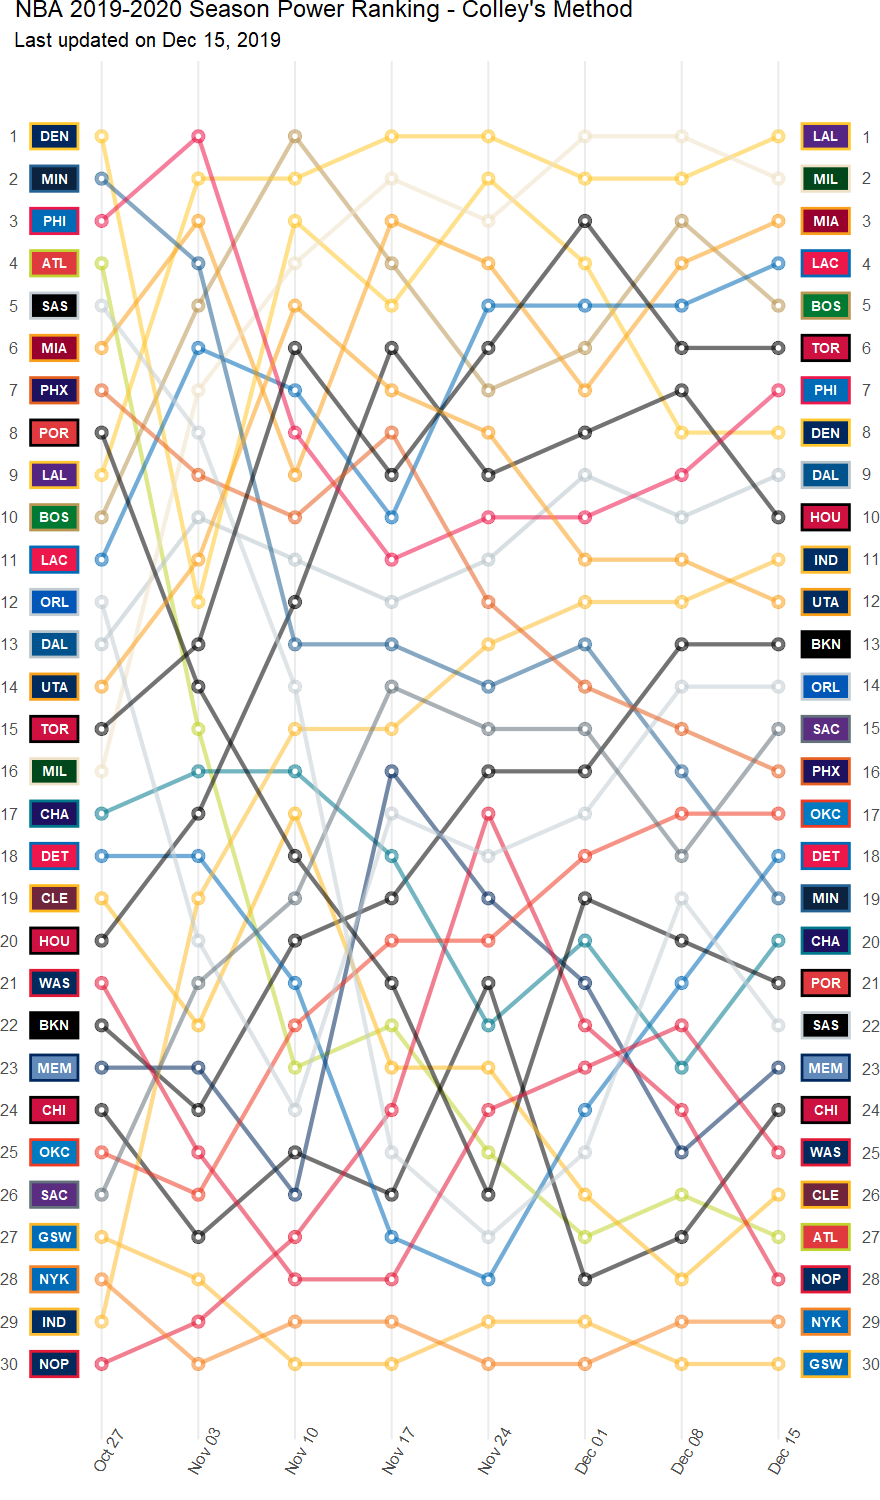 NBA 2019-2020 Season Power Ranking - Colley's Method
Last updated on Dec 15, 2019
1 DEN LAL 1
2 MIN MIL 2
3 PHI MIA 3
4 ATL LAC 4
5 SAS BOS 5
6 MIA TOR 6
7 PHX PHI 7
8 POR DEN 8
9 LAL DAL 9
10 BOS HOU 10
11 LAC IND 11
12 ORL UTA 12
13 DAL BKN 13
14 UTA ORL 14
15 TOR SAC 15
16 MIL PHX 16
17 CHA OKC 17
18 DET DET 18
19 CLE MIN 19
20 HOU CHA 20
21 WAS POR 21
22 BKN SAS 22
23 MEM MEM 23
24 CHI CHI 24
25 OKC WAS 25
26 SAC CLE 26
27 GSW ATL 27
28 NYK NOP 28
29 IND NYK 29
30 NOP GSW 30
Oct 27 Nov 03 Nov 10 Nov 17 Nov 24 Dec 01 Dec 08 Dec 15